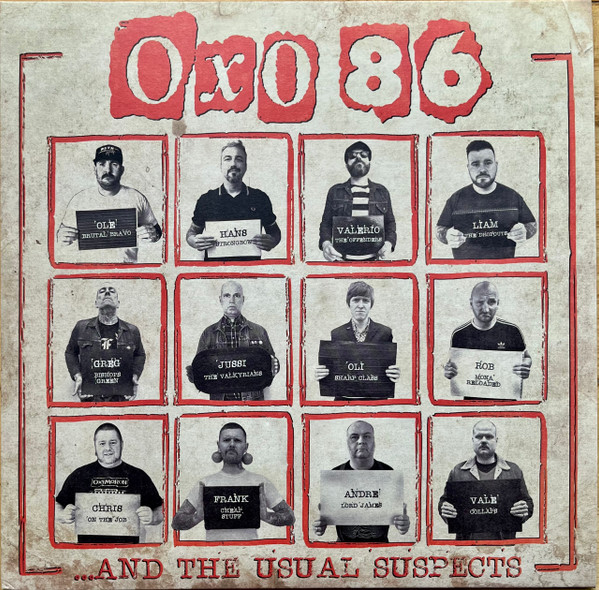 OxO 86
'OLE'
BRUTAL BRAVO
HANS
STRONGBOW
VALERIO
THE OFFENDERS
LIAM
THE DROPOUTS
'GREG'
BISHOPS
GREEN
'JUSSI'
THE VALKYRIANS
'OLI'
SHARP CLASS
ROB
'MONA'
RELOADED
CHRIS
'ON THE JOB'
FRANK
CHEAP
STUFF
ANDRE'
LORD JAMES
VALE'
COLLAPS
...AND THE USUAL SUSPECTS